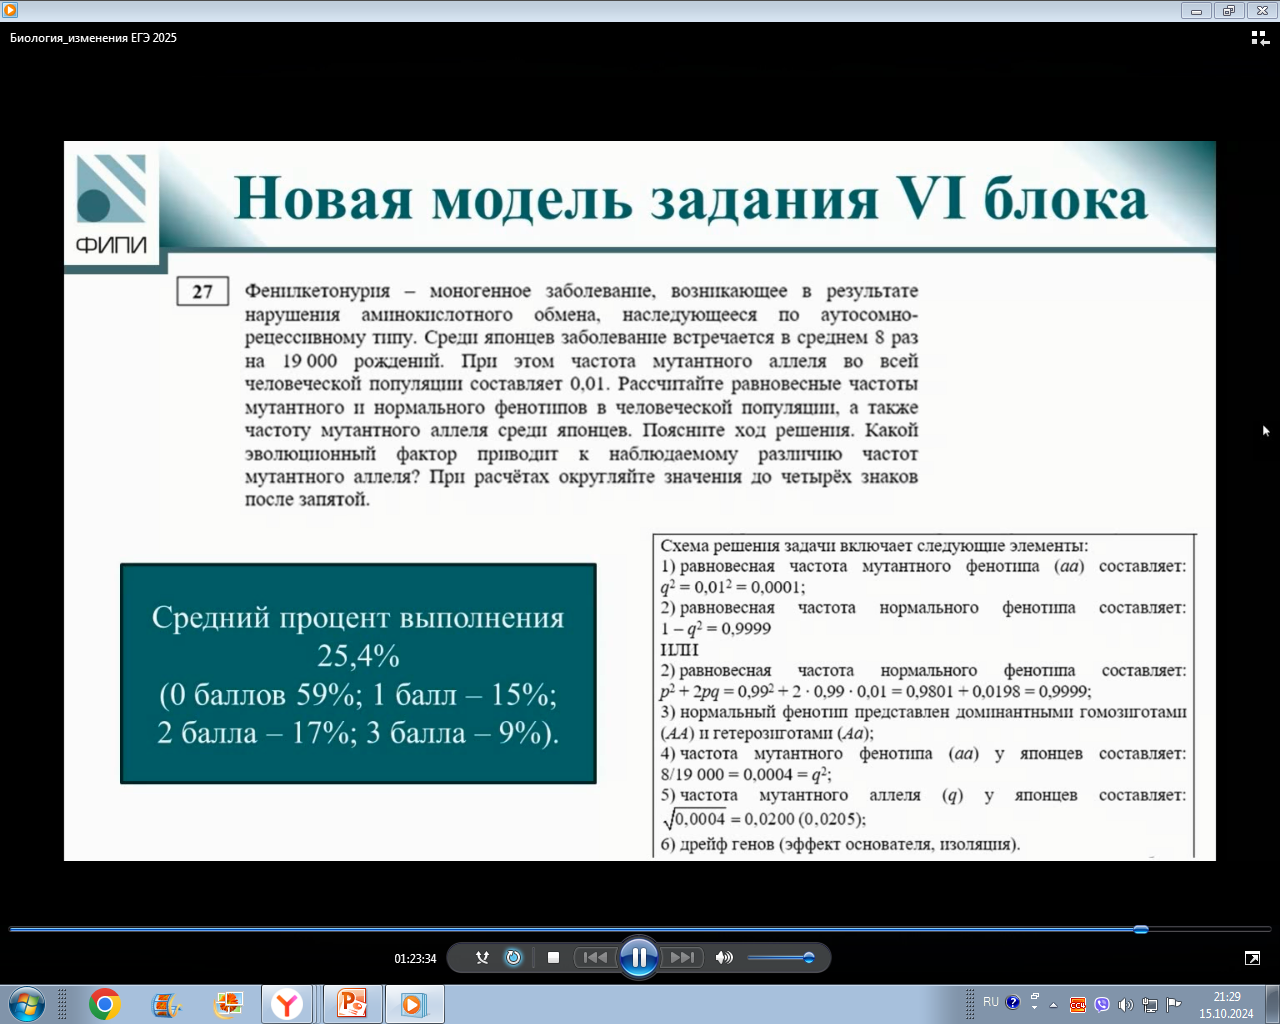 Биология_изменения ЕГЭ 2025
ФИПИ
Новая модель задания VI блока
27
Фенилкетонурия – моногенное заболевание, возникающее в результате
нарушения аминокислотного обмена, наследующееся по аутосомно-
рецессивному типу. Среди японцев заболевание встречается в среднем 8 раз
на 19 000 рождений. При этом частота мутантного аллеля во всей
человеческой популяции составляет 0,01. Рассчитайте равновесные частоты
мутантного и нормального фенотипов в человеческой популяции, а также
частоту мутантного аллеля среди японцев. Поясните ход решения. Какой
эволюционный фактор приводит к наблюдаемому различию частот
мутантного аллеля? При расчётах округляйте значения до четырёх знаков
после запятой.
Средний процент выполнения
25,4%
(0 баллов 59%; 1 балл – 15%;
2 балла – 17%; 3 балла – 9%).
Схема решения задачи включает следующие элементы:
1) равновесная частота мутантного фенотипа (aa) составляет:
q² = 0,01² = 0,0001;
2) равновесная частота нормального фенотипа составляет:
1 – q² = 0,9999
ИЛИ
2) равновесная частота нормального фенотипа составляет:
p² + 2pq = 0,99² + 2 · 0,99 · 0,01 = 0,9801 + 0,0198 = 0,9999;
3) нормальный фенотип представлен доминантными гомозиготами
(AA) и гетерозиготами (Aa);
4) частота мутантного фенотипа (aa) у японцев составляет:
8/19 000 = 0,0004 = q²;
5) частота мутантного аллеля (q) у японцев составляет:
√0,0004 = 0,0200 (0,0205);
6) дрейф генов (эффект основателя, изоляция).
01:23:34
RU
21:29
15.10.2024